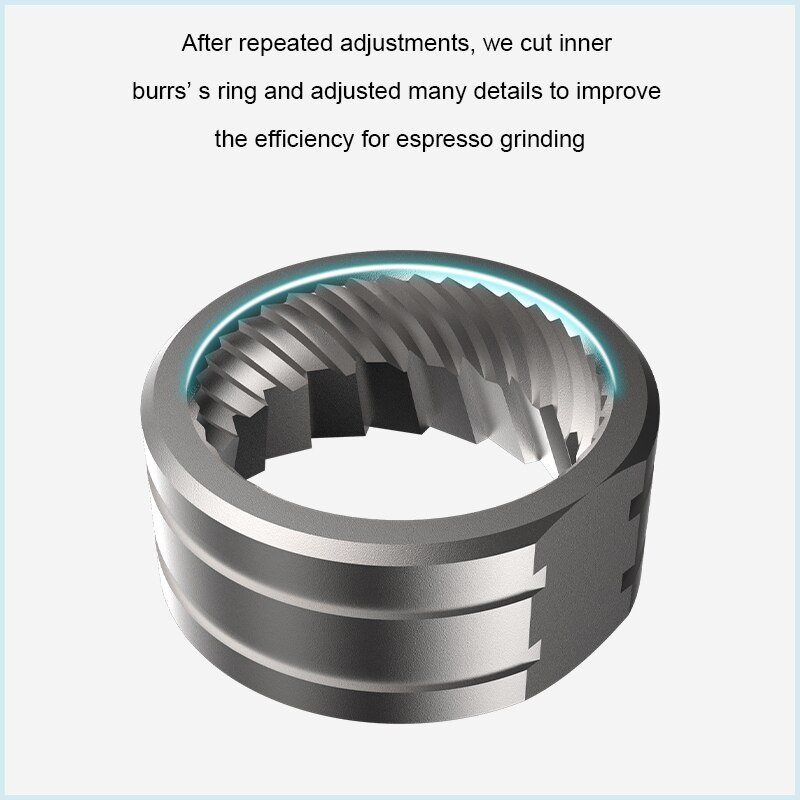 After repeated adjustments, we cut inner
burrs’ s ring and adjusted many details to improve
the efficiency for espresso grinding